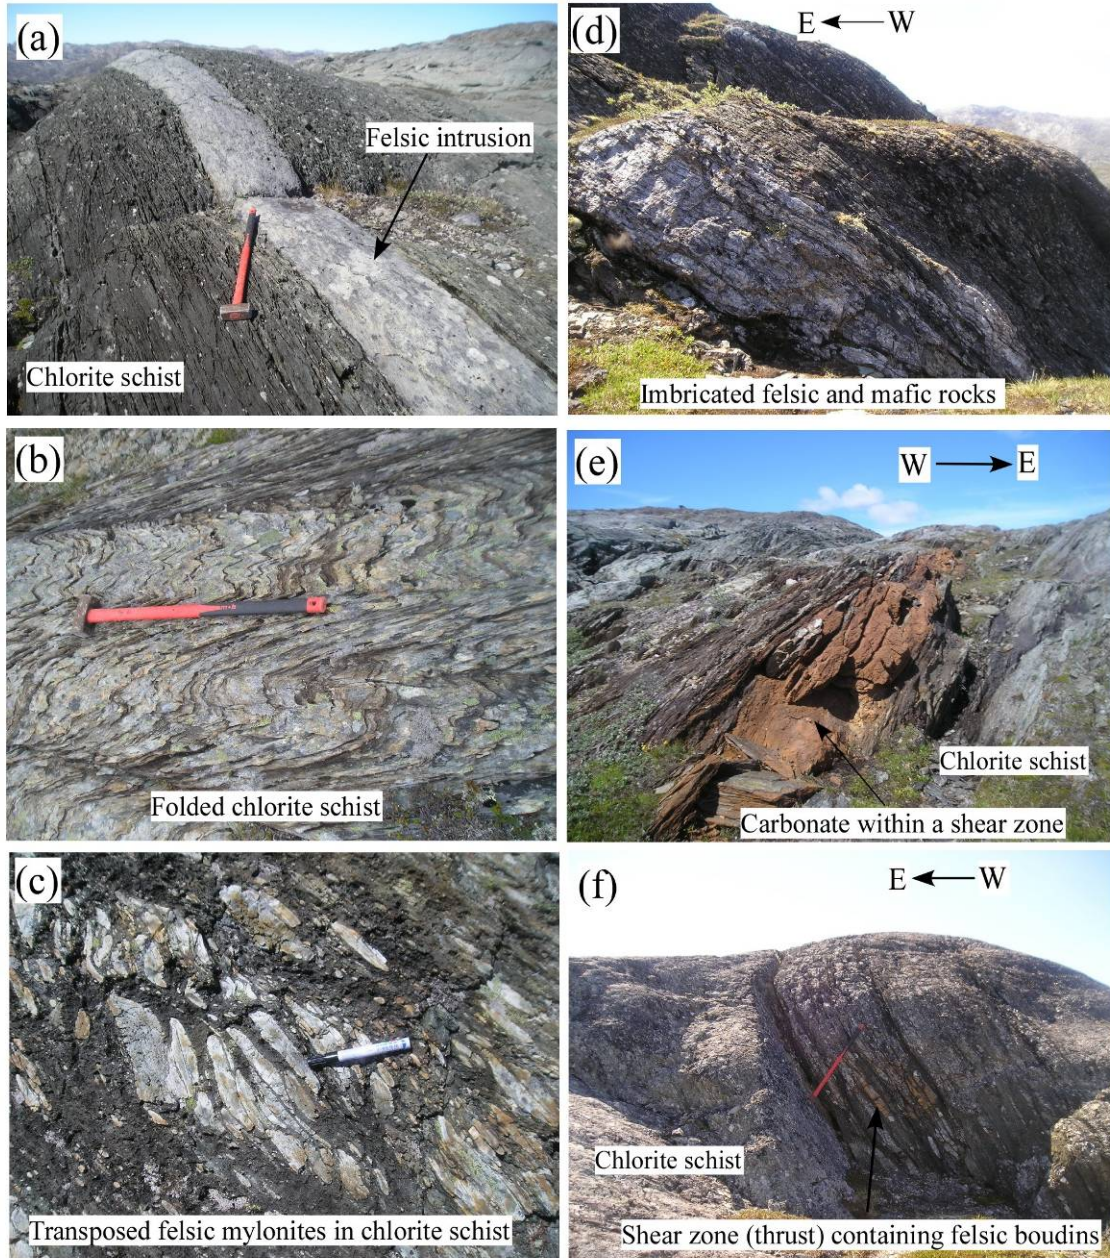 (a)
Felsic intrusion
Chlorite schist
(b)
Folded chlorite schist
(c)
Transposed felsic mylonites in chlorite schist
(d)
E W
Imbricated felsic and mafic rocks
(e)
W E
Chlorite schist
Carbonate within a shear zone
(f)
E W
Chlorite schist
Shear zone (thrust) containing felsic boudins